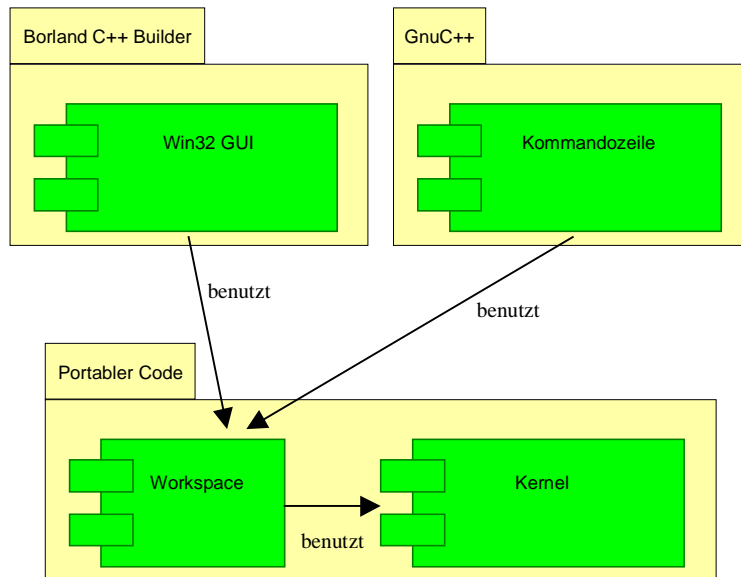 Borland C++ Builder
GnuC++
Win32 GUI
Kommandozeile
benutzt
benutzt
Portabler Code
Workspace
Kernel
benutzt